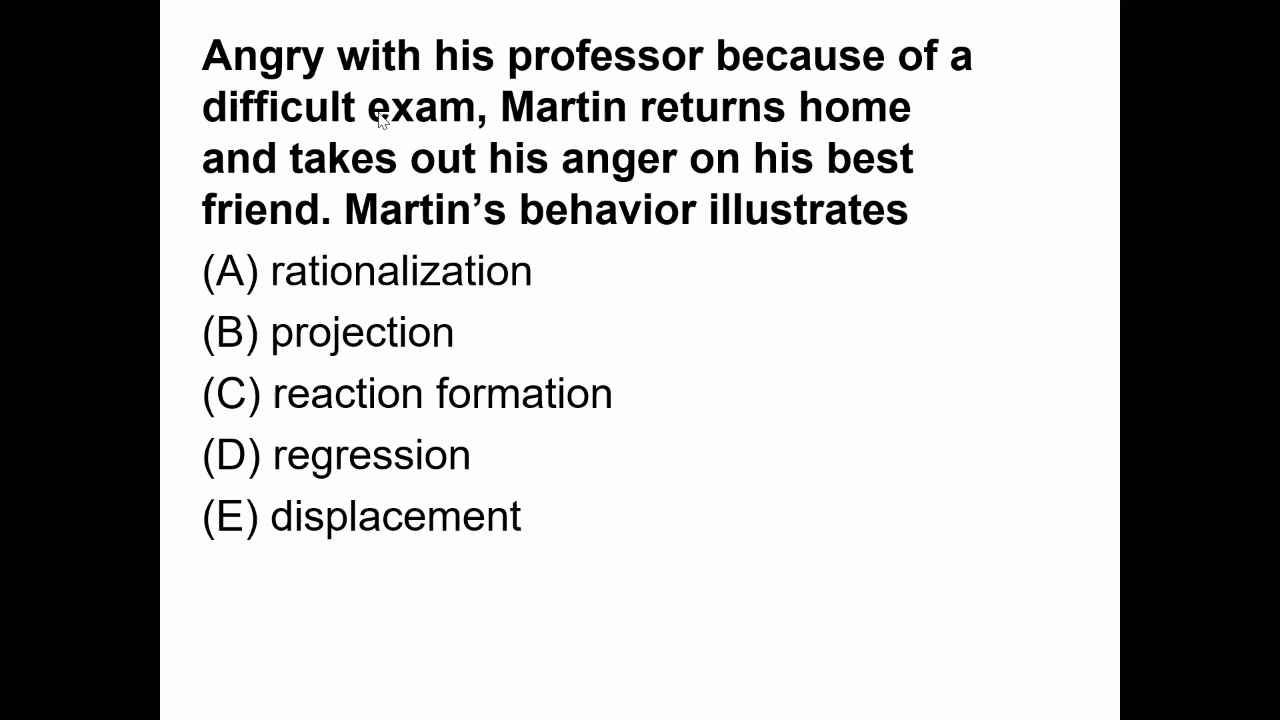 Angry with his professor because of a
difficult exam, Martin returns home
and takes out his anger on his best
friend. Martin’s behavior illustrates
(A) rationalization
(B) projection
(C) reaction formation
(D) regression
(E) displacement